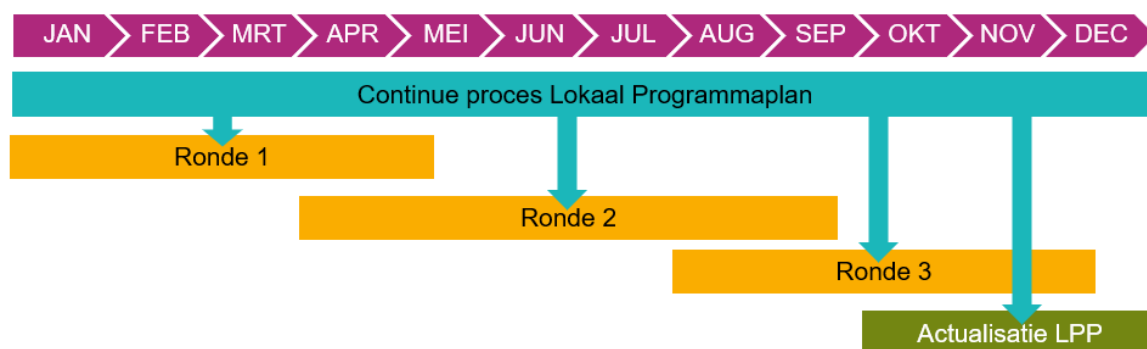 JAN FEB MRT APR MEI JUN JUL AUG SEP OKT NOV DEC
Continue proces Lokaal Programmaplan
Ronde 1
Ronde 2
Ronde 3
Actualisatie LPP